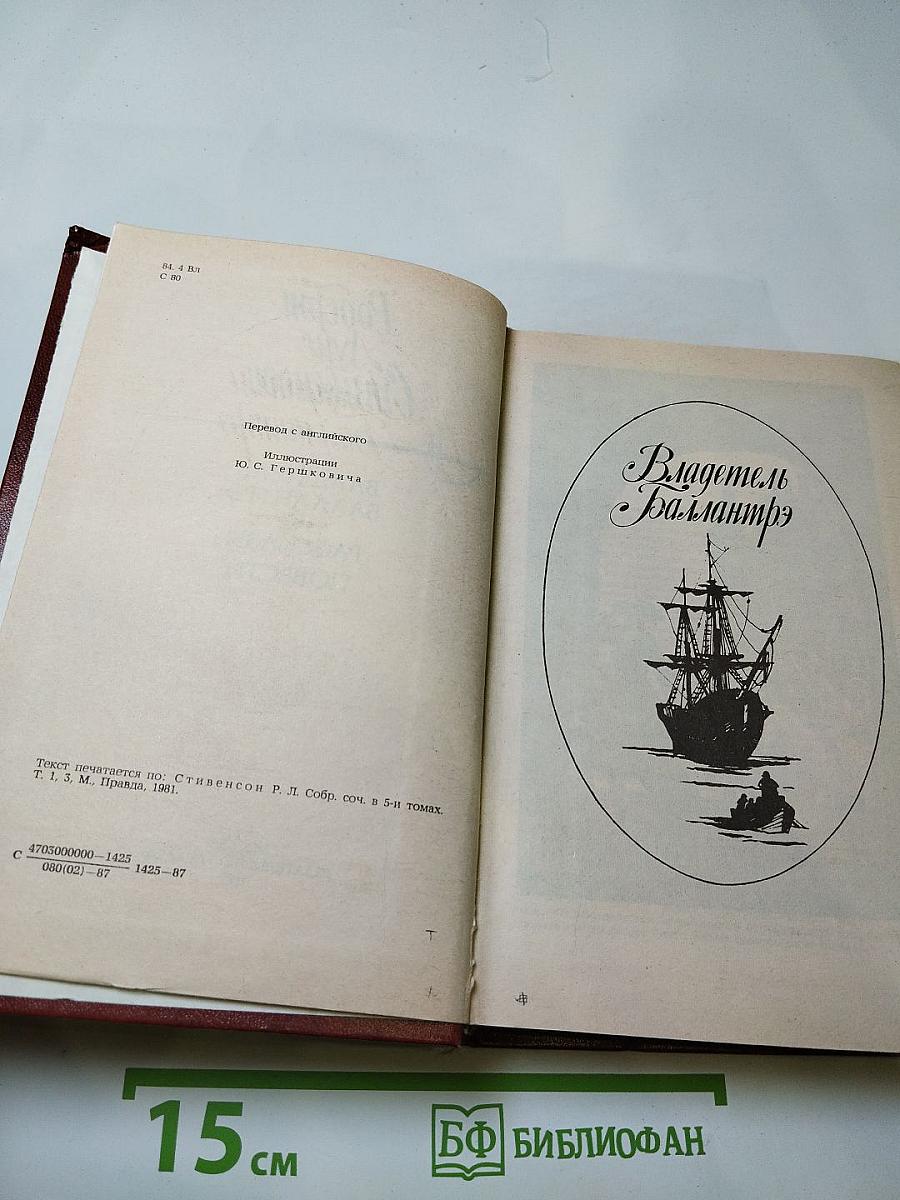 84. 4 Вл
С 80
Перевод с английского
Иллюстрации
Ю. С. Гершковича
Текст печатается по: Стивенсон Р. Л. Собр. соч. в 5-и томах.
Т. 1, 3, М., Правда, 1981.
С 4703000000—1425
080(02)—87 1425—87
Владетель
Баллантрэ
15 см
БФ БИБЛИОФАН